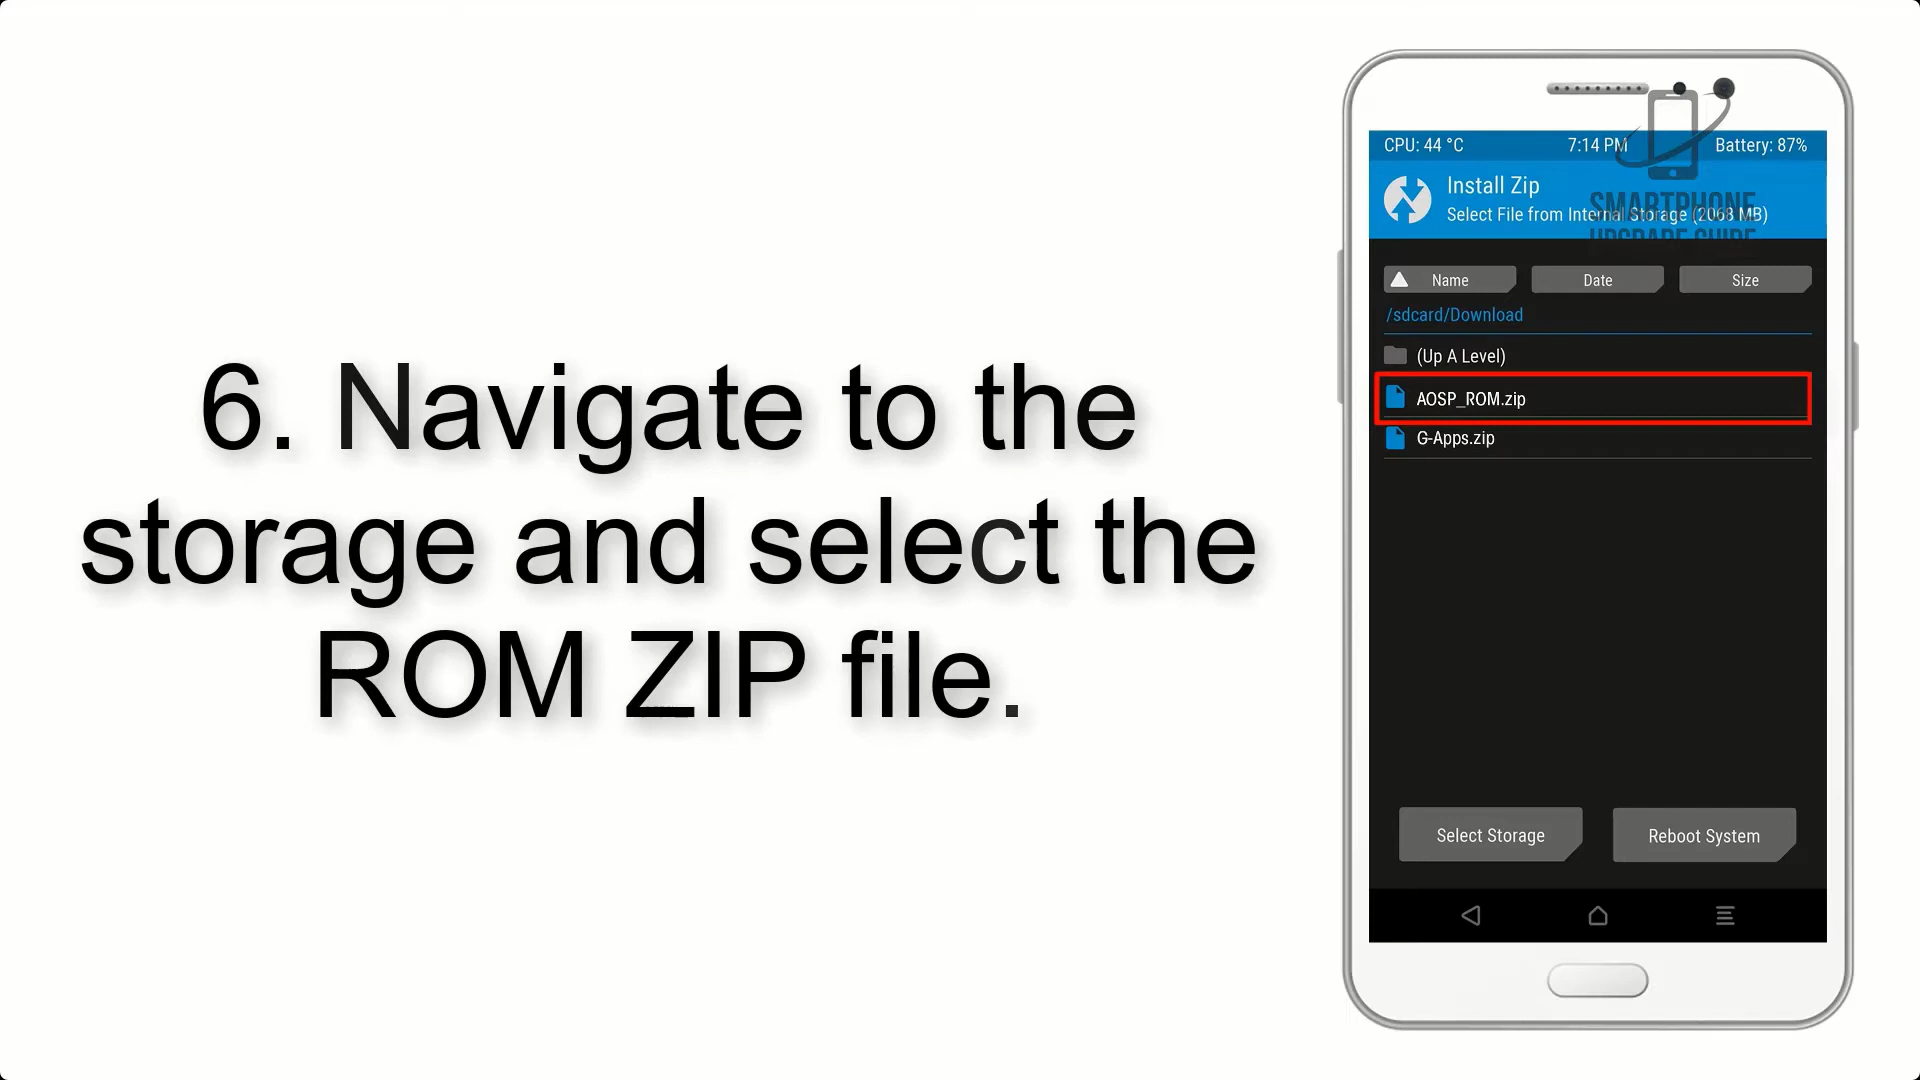 6. Navigate to the
storage and select the
ROM ZIP file.
CPU: 44 °C 7:14 PM Battery: 87%
Install Zip
Select File from Internal Storage (2068 MB)
SMARTPHONE
UPGRADE GUIDE
Name Date Size
/sdcard/Download
(Up A Level)
AOSP_ROM.zip
G-Apps.zip
Select Storage Reboot System